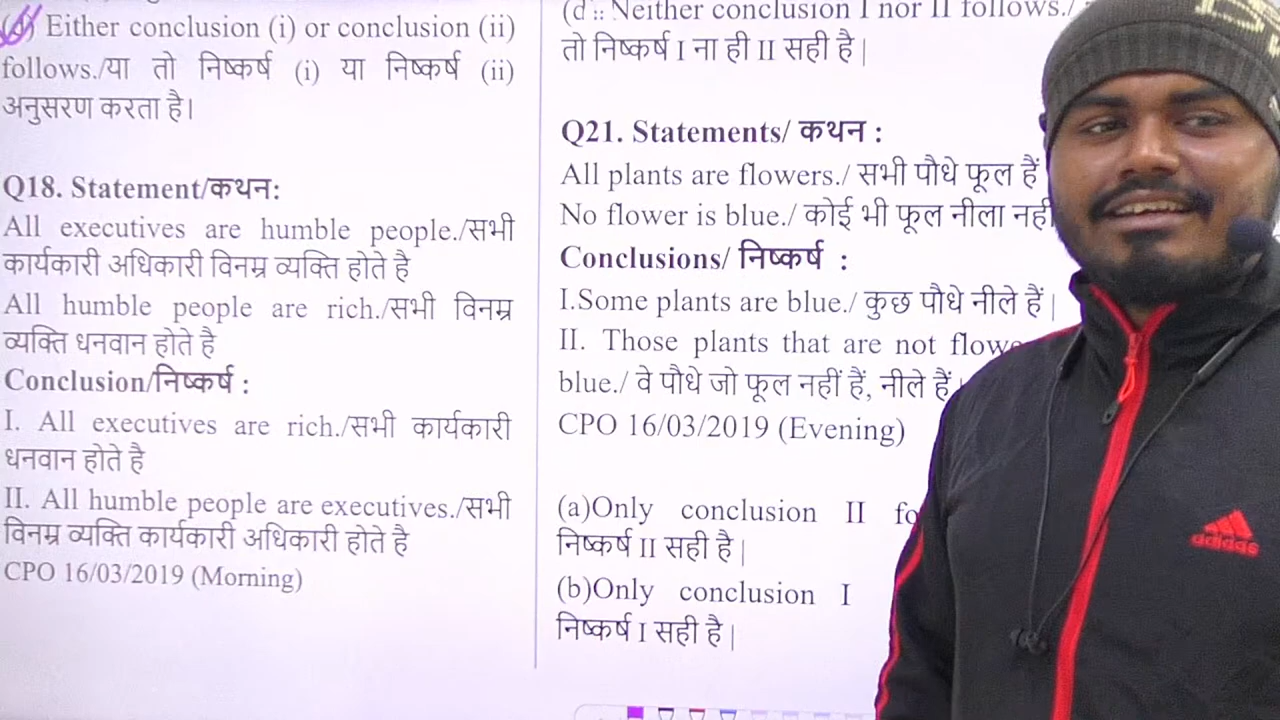 Either conclusion (i) or conclusion (ii)
follows./या तो निष्कर्ष (i) या निष्कर्ष (ii)
अनुसरण करता है।
Q18. Statement/कथन:
All executives are humble people./सभी
कार्यकारी अधिकारी विनम्र व्यक्ति होते है
All humble people are rich./सभी विनम्र
व्यक्ति धनवान होते है
Conclusion/निष्कर्ष :
I. All executives are rich./सभी कार्यकारी
धनवान होते है
II. All humble people are executives./सभी
विनम्र व्यक्ति कार्यकारी अधिकारी होते है
CPO 16/03/2019 (Morning)
(d :: Neither conclusion I nor II follows./
तो निष्कर्ष I ना ही II सही है |
Q21. Statements/ कथन :
All plants are flowers./ सभी पौधे फूल हैं
No flower is blue./ कोई भी फूल नीला नहीं
Conclusions/ निष्कर्ष :
I.Some plants are blue./ कुछ पौधे नीले हैं |
II. Those plants that are not
blue./ वे पौधे जो फूल नहीं हैं, नीले हैं
CPO 16/03/2019 (Evening)
(a)Only conclusion II
निष्कर्ष II सही है |
(b)Only conclusion I
निष्कर्ष I सही है |
adidas